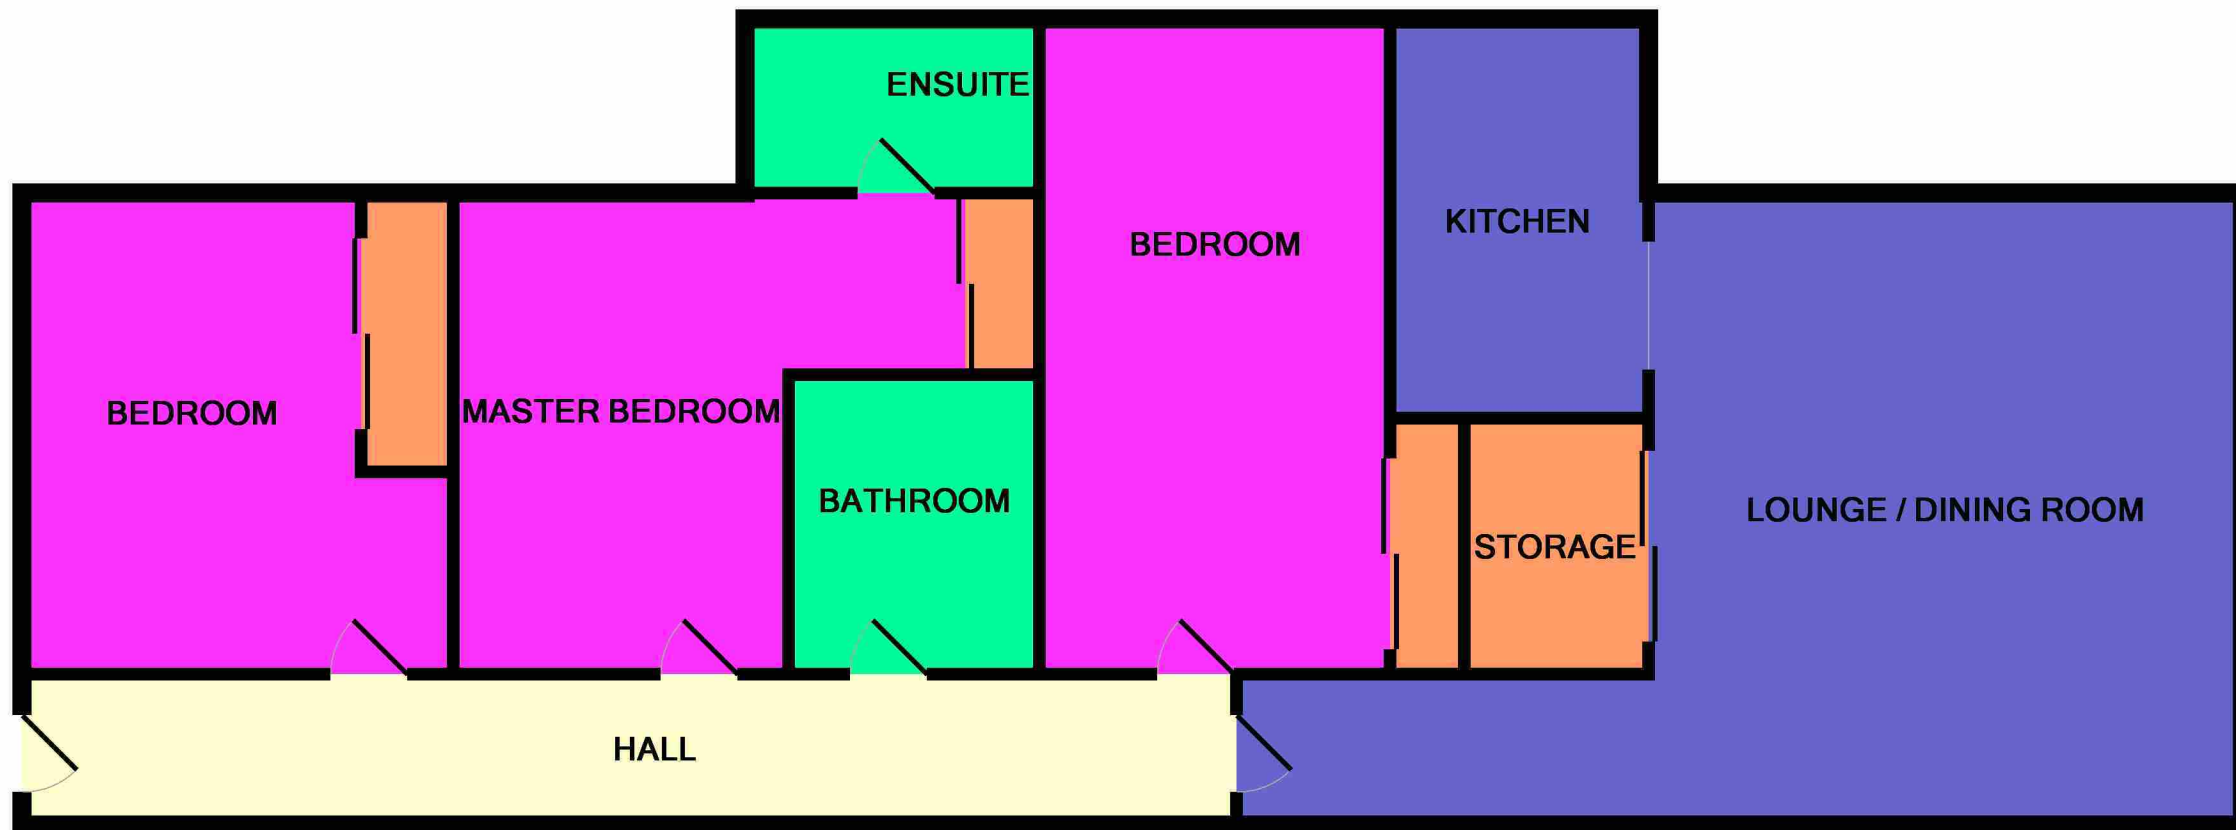 ENSUITE
KITCHEN
BEDROOM
BEDROOM
MASTER BEDROOM
BATHROOM
STORAGE
LOUNGE / DINING ROOM
HALL